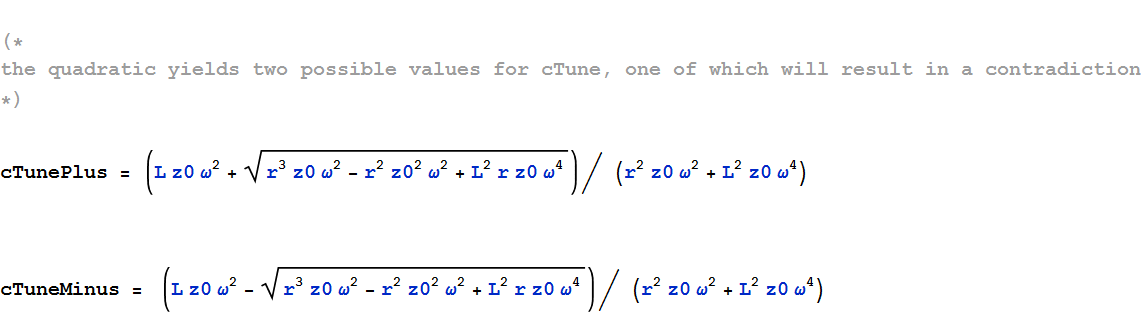 (*
the quadratic yields two possible values for cTune, one of which will result in a contradiction
*)
cTunePlus = (L z0 ω² + √(r³ z0 ω² - r² z0² ω² + L² r z0 ω⁴)) / (r² z0 ω² + L² z0 ω⁴)
cTuneMinus = (L z0 ω² - √(r³ z0 ω² - r² z0² ω² + L² r z0 ω⁴)) / (r² z0 ω² + L² z0 ω⁴)